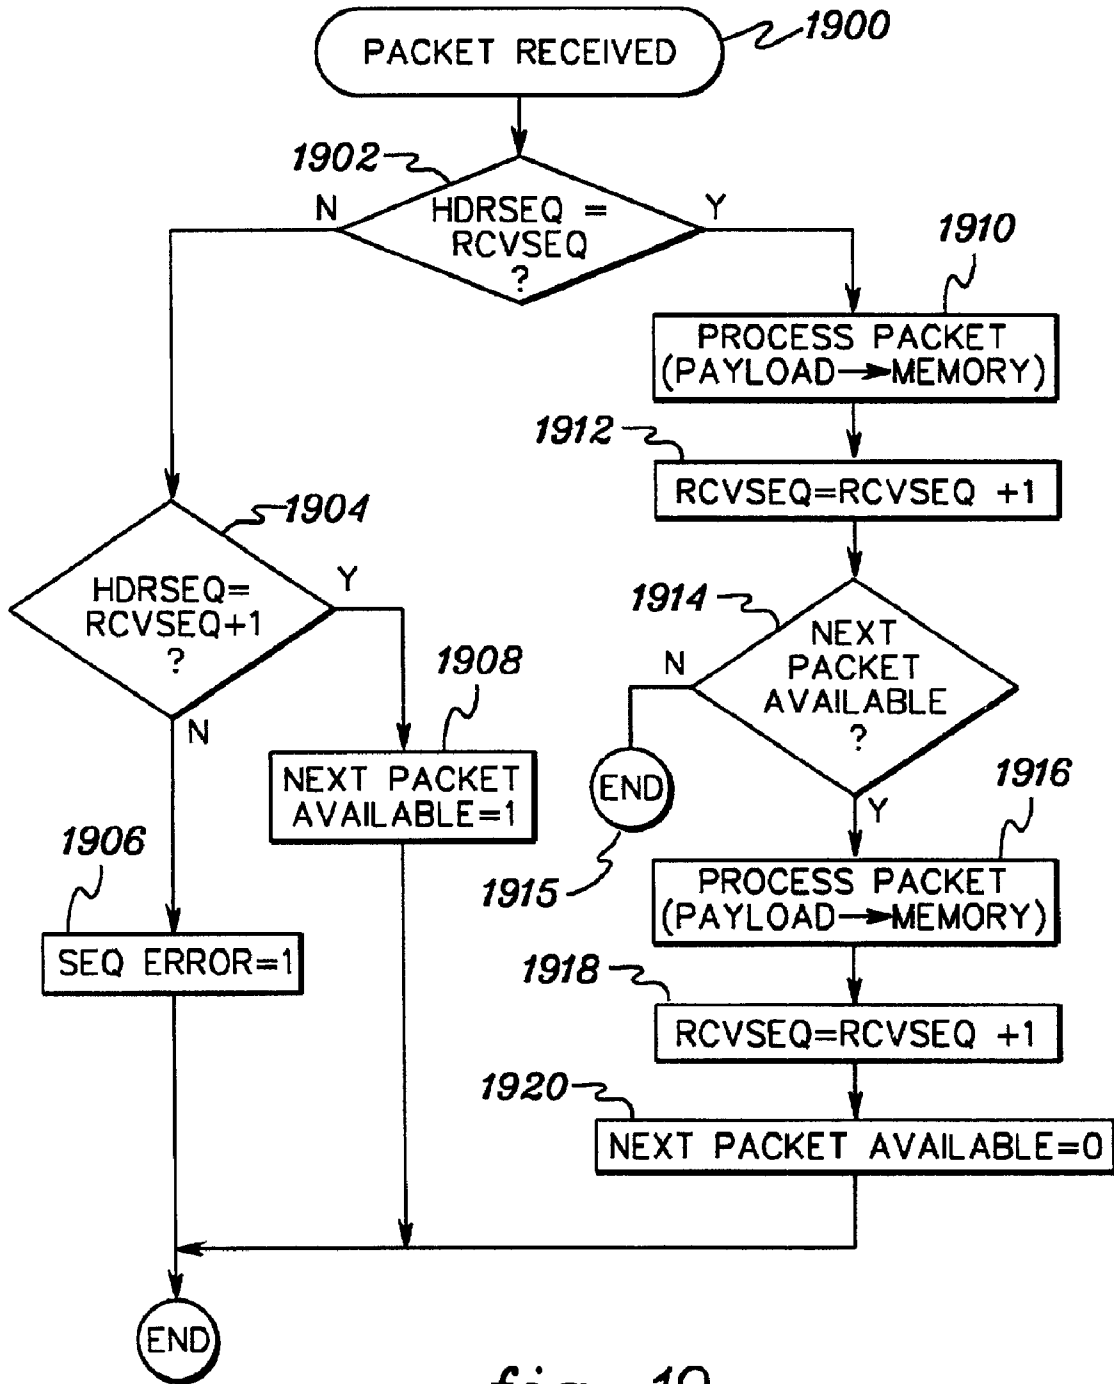 PACKET RECEIVED
1900
1902
N
HDRSEQ =
RCVSEQ
?
Y
1910
PROCESS PACKET
(PAYLOAD→MEMORY)
1912
RCVSEQ=RCVSEQ +1
1904
HDRSEQ=
RCVSEQ+1
?
Y
N
1908
NEXT PACKET
AVAILABLE=1
1906
SEQ ERROR=1
1914
NEXT
PACKET
AVAILABLE
?
N
END
1915
Y
1916
PROCESS PACKET
(PAYLOAD→MEMORY)
1918
RCVSEQ=RCVSEQ +1
1920
NEXT PACKET AVAILABLE=0
END
fig. 19